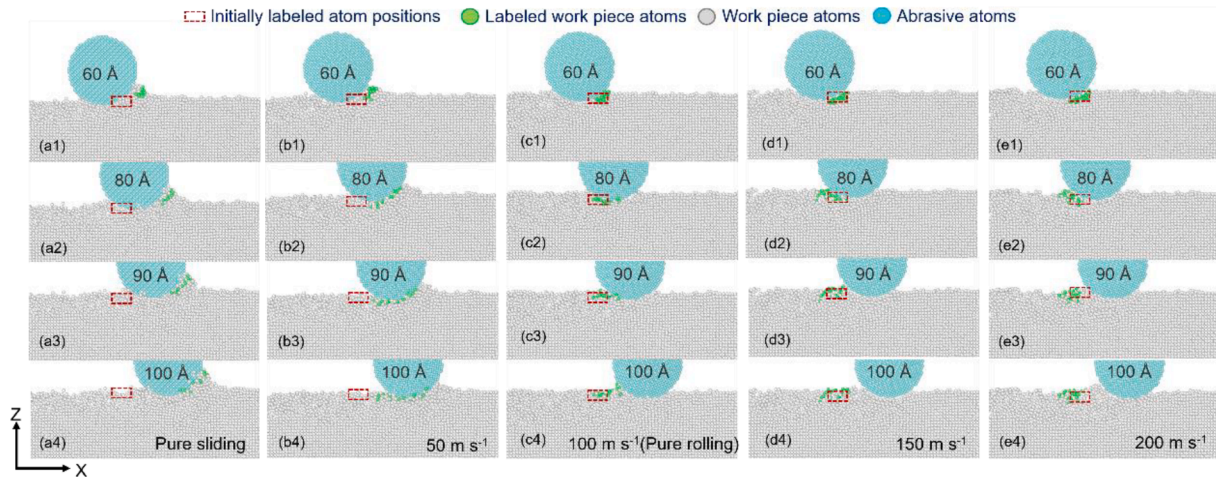 Initially labeled atom positions Labeled work piece atoms Work piece atoms Abrasive atoms
60 Å 60 Å 60 Å 60 Å 60 Å
(a1) (b1) (c1) (d1) (e1)
80 Å 80 Å 80 Å 80 Å 80 Å
(a2) (b2) (c2) (d2) (e2)
90 Å 90 Å 90 Å 90 Å 90 Å
(a3) (b3) (c3) (d3) (e3)
100 Å 100 Å 100 Å 100 Å 100 Å
(a4) Pure sliding (b4) 50 m s⁻¹ (c4) 100 m s⁻¹(Pure rolling) (d4) 150 m s⁻¹ (e4) 200 m s⁻¹
Z
X